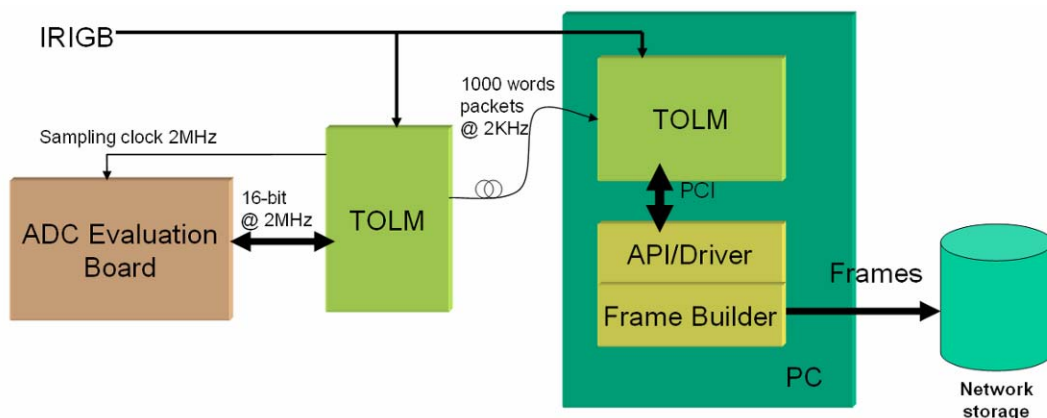 IRIGB
1000 words
packets
@ 2KHz
TOLM
Sampling clock 2MHz
TOLM
16-bit
@ 2MHz
ADC Evaluation
Board
PCI
API/Driver
Frame Builder
Frames
PC
Network
storage